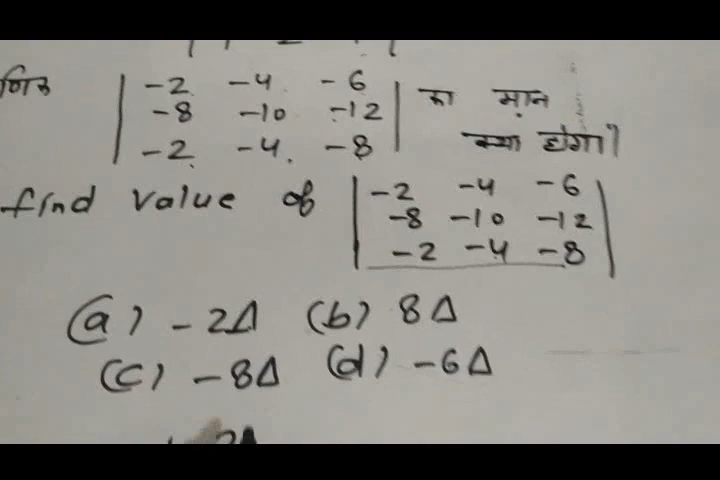 | -2 -4 -6 | का मान
| -8 -10 -12 | क्या होगा?
| -2 -4 -8 |
find value of | -2 -4 -6 |
| -8 -10 -12 |
| -2 -4 -8 |
(a) -2Δ (b) 8Δ
(c) -8Δ (d) -6Δ